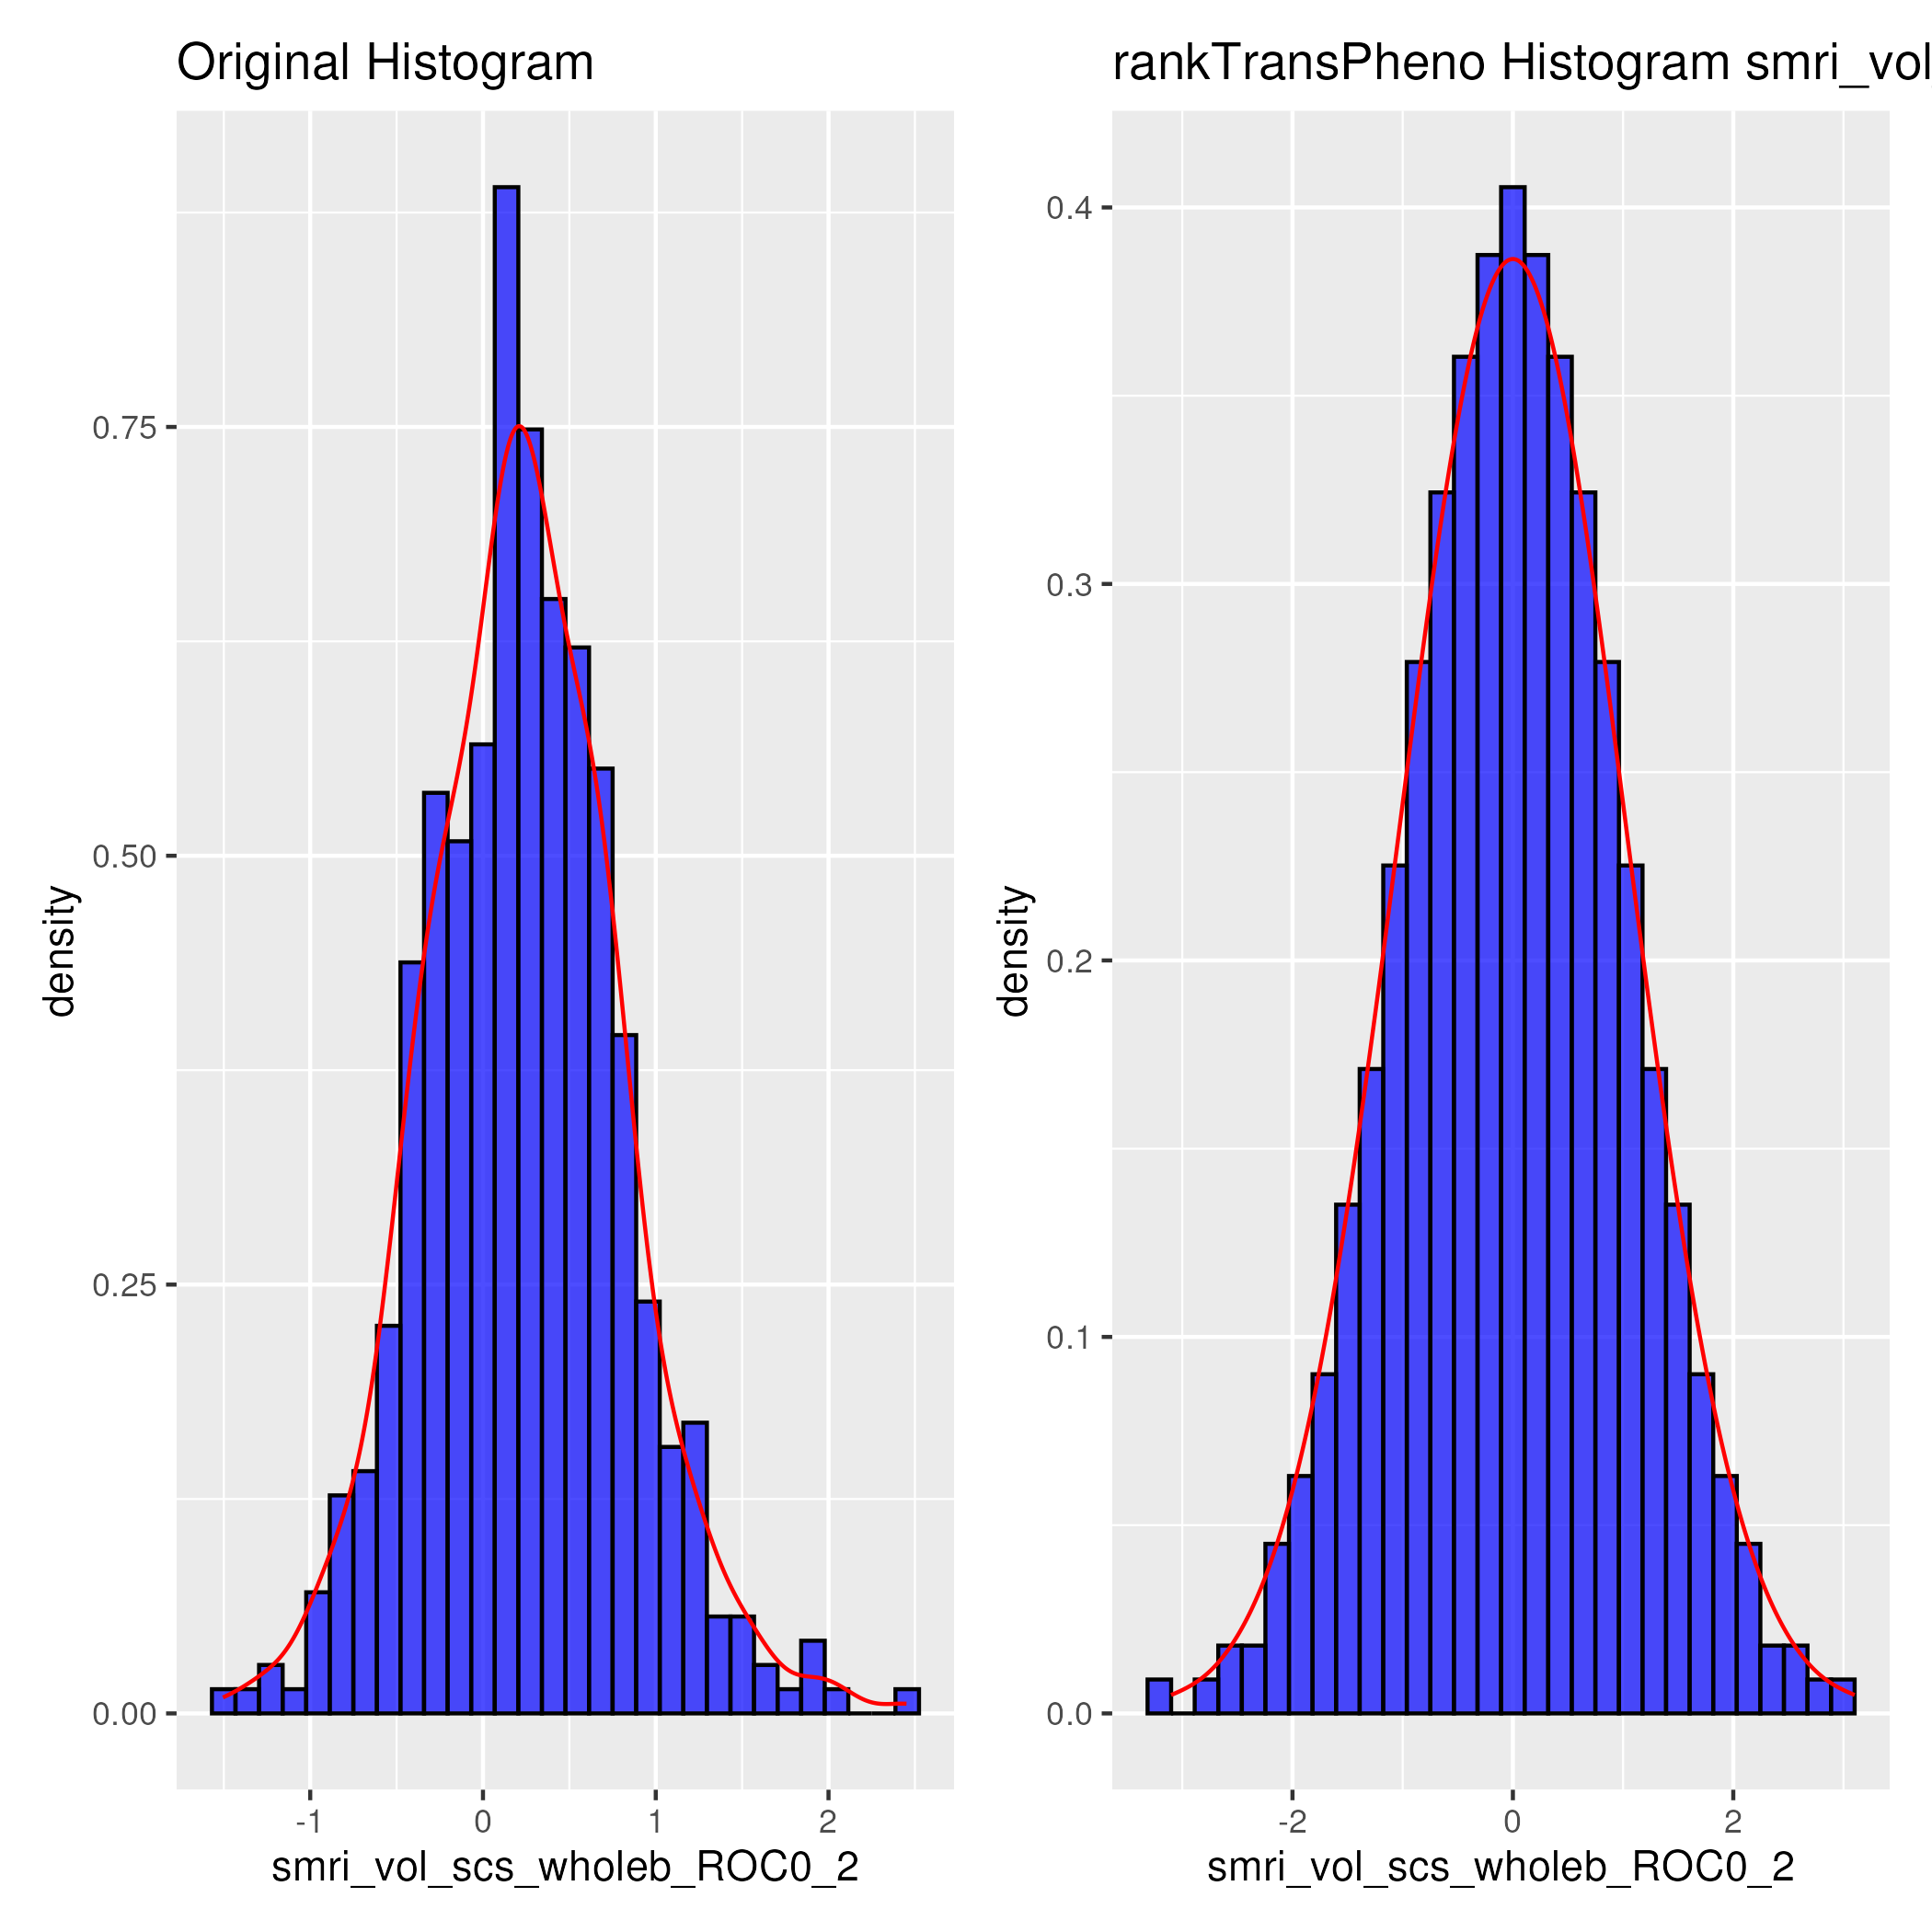 Original Histogram
density
0.75
0.50
0.25
0.00
-1 0 1 2
smri_vol_scs_wholeb_ROC0_2
rankTransPheno Histogram smri_vol_
density
0.4
0.3
0.2
0.1
0.0
-2 0 2
smri_vol_scs_wholeb_ROC0_2